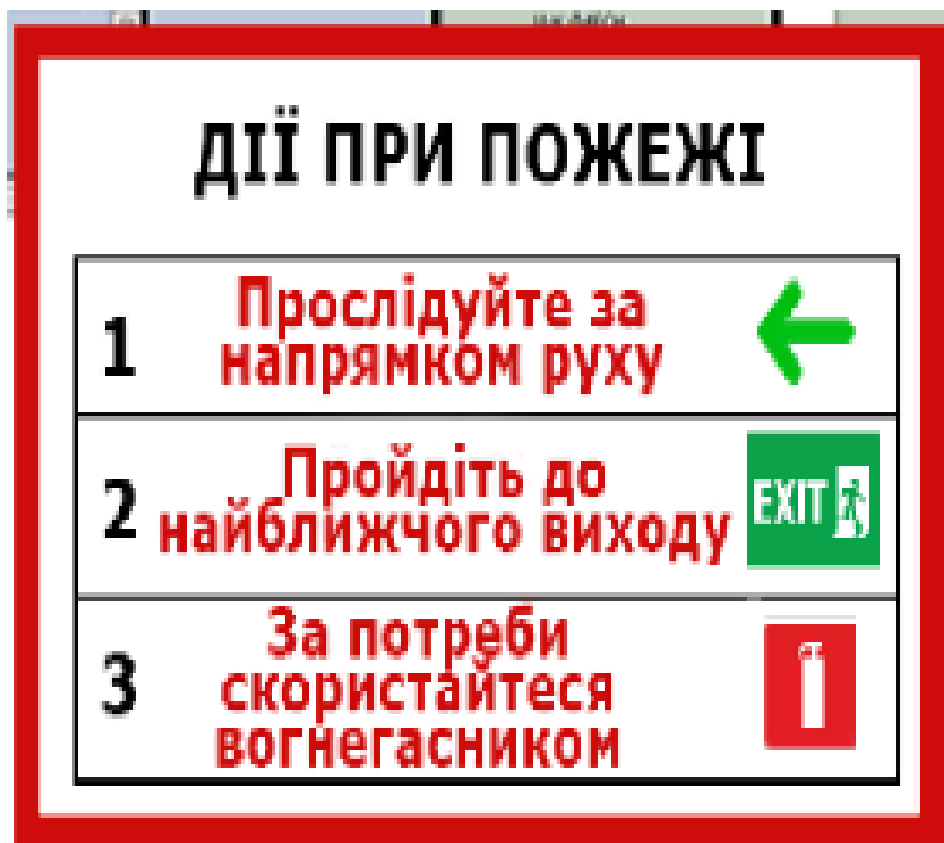 ДІЇ ПРИ ПОЖЕЖІ
1
Прослідуйте за
напрямком руху
2
Пройдіть до
найближчого виходу
EXIT
3
За потреби
скористайтеся
вогнегасником